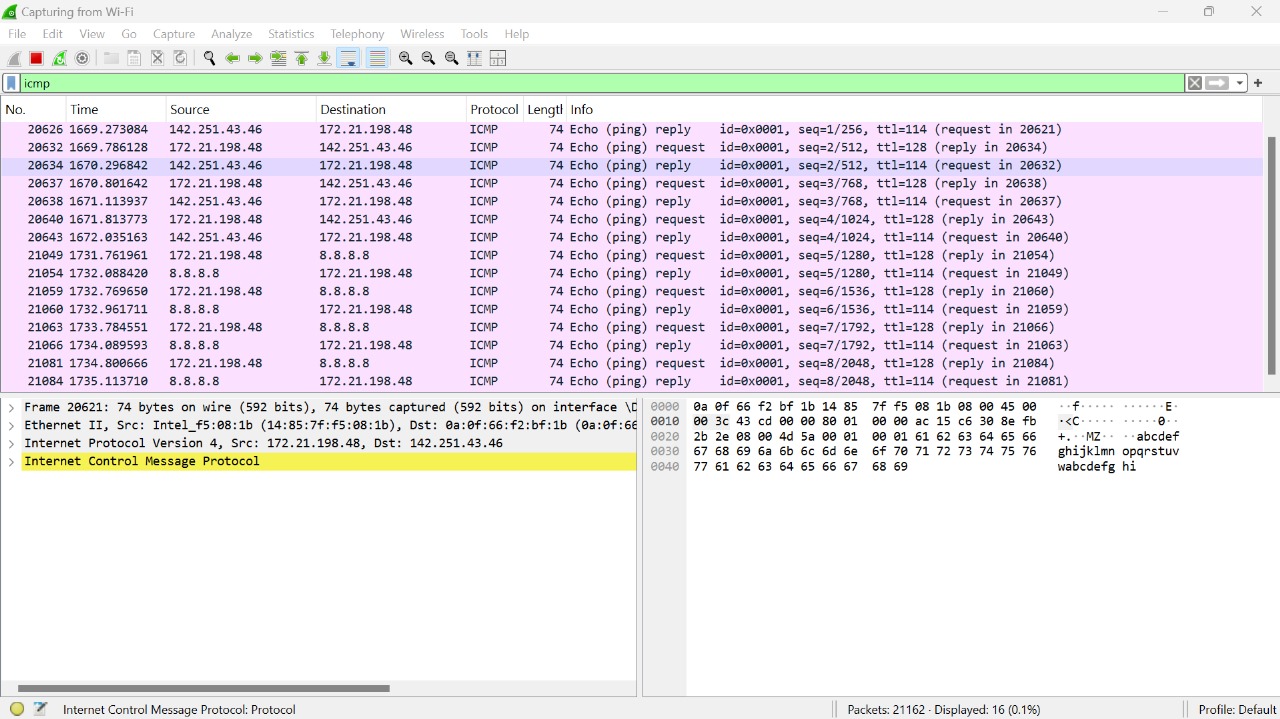 Capturing from Wi-Fi
File Edit View Go Capture Analyze Statistics Telephony Wireless Tools Help
icmp
No. Time Source Destination Protocol Length Info
20626 1669.273084 142.251.43.46 172.21.198.48 ICMP 74 Echo (ping) reply id=0x0001, seq=1/256, ttl=114 (request in 20621)
20632 1669.786128 172.21.198.48 142.251.43.46 ICMP 74 Echo (ping) request id=0x0001, seq=2/512, ttl=128 (reply in 20634)
20634 1670.296842 142.251.43.46 172.21.198.48 ICMP 74 Echo (ping) reply id=0x0001, seq=2/512, ttl=114 (request in 20632)
20637 1670.801642 172.21.198.48 142.251.43.46 ICMP 74 Echo (ping) request id=0x0001, seq=3/768, ttl=128 (reply in 20638)
20638 1671.113937 142.251.43.46 172.21.198.48 ICMP 74 Echo (ping) reply id=0x0001, seq=3/768, ttl=114 (request in 20637)
20640 1671.813773 172.21.198.48 142.251.43.46 ICMP 74 Echo (ping) request id=0x0001, seq=4/1024, ttl=128 (reply in 20643)
20643 1672.035163 142.251.43.46 172.21.198.48 ICMP 74 Echo (ping) reply id=0x0001, seq=4/1024, ttl=114 (request in 20640)
21049 1731.761961 172.21.198.48 8.8.8.8 ICMP 74 Echo (ping) request id=0x0001, seq=5/1280, ttl=128 (reply in 21054)
21054 1732.088420 8.8.8.8 172.21.198.48 ICMP 74 Echo (ping) reply id=0x0001, seq=5/1280, ttl=114 (request in 21049)
21059 1732.769650 172.21.198.48 8.8.8.8 ICMP 74 Echo (ping) request id=0x0001, seq=6/1536, ttl=128 (reply in 21060)
21060 1732.961711 8.8.8.8 172.21.198.48 ICMP 74 Echo (ping) reply id=0x0001, seq=6/1536, ttl=114 (request in 21059)
21063 1733.784551 172.21.198.48 8.8.8.8 ICMP 74 Echo (ping) request id=0x0001, seq=7/1792, ttl=128 (reply in 21066)
21066 1734.089593 8.8.8.8 172.21.198.48 ICMP 74 Echo (ping) reply id=0x0001, seq=7/1792, ttl=114 (request in 21063)
21081 1734.800666 172.21.198.48 8.8.8.8 ICMP 74 Echo (ping) request id=0x0001, seq=8/2048, ttl=128 (reply in 21084)
21084 1735.113710 8.8.8.8 172.21.198.48 ICMP 74 Echo (ping) reply id=0x0001, seq=8/2048, ttl=114 (request in 21081)
Frame 20621: 74 bytes on wire (592 bits), 74 bytes captured (592 bits) on interface \D
Ethernet II, Src: Intel_f5:08:1b (14:85:7f:f5:08:1b), Dst: 0a:0f:66:f2:bf:1b (0a:0f:66
Internet Protocol Version 4, Src: 172.21.198.48, Dst: 142.251.43.46
Internet Control Message Protocol
0000 0a 0f 66 f2 bf 1b 14 85 7f f5 08 1b 08 00 45 00 ··f····· ······E·
0010 00 3c 43 cd 00 00 80 01 00 00 ac 15 c6 30 8e fb ·<C····· ·····0··
0020 2b 2e 08 00 4d 5a 00 01 00 01 61 62 63 64 65 66 +.··MZ·· ··abcdef
0030 67 68 69 6a 6b 6c 6d 6e 6f 70 71 72 73 74 75 76 ghijklmn opqrstuv
0040 77 61 62 63 64 65 66 67 68 69 wabcdefg hi
Internet Control Message Protocol: Protocol
Packets: 21162 · Displayed: 16 (0.1%)
Profile: Default